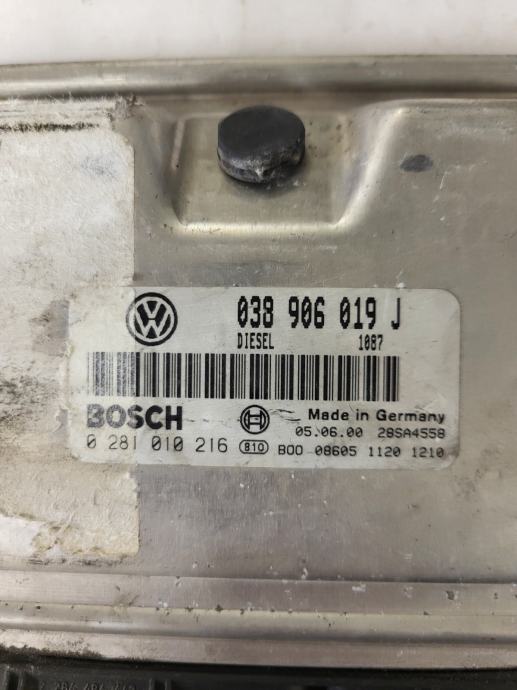 038 906 019 J
DIESEL 1087
BOSCH Made in Germany
05.06.00 28SA4558
0 281 010 216 810 B00 08605 1120 1210